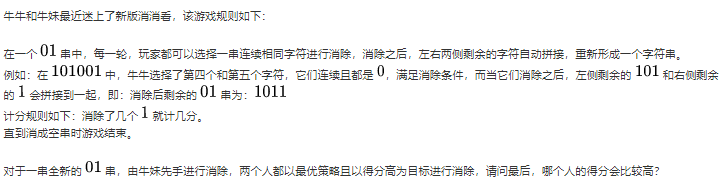 牛牛和牛妹最近迷上了新版消消看，该游戏规则如下：
在一个 01 串中，每一轮，玩家都可以选择一串连续相同字符进行消除，消除之后，左右两侧剩余的字符自动拼接，重新形成一个字符串。
例如：在 101001 中，牛牛选择了第四个和第五个字符，它们连续且都是 0，满足消除条件，而当它们消除之后，左侧剩余的 101 和右侧剩余
的 1 会拼接到一起，即：消除后剩余的 01 串为：1011
计分规则如下：消除了几个 1 就计几分。
直到消成空串时游戏结束。
对于一串全新的 01 串，由牛妹先手进行消除，两个人都以最优策略且以得分高为目标进行消除，请问最后，哪个人的得分会比较高？